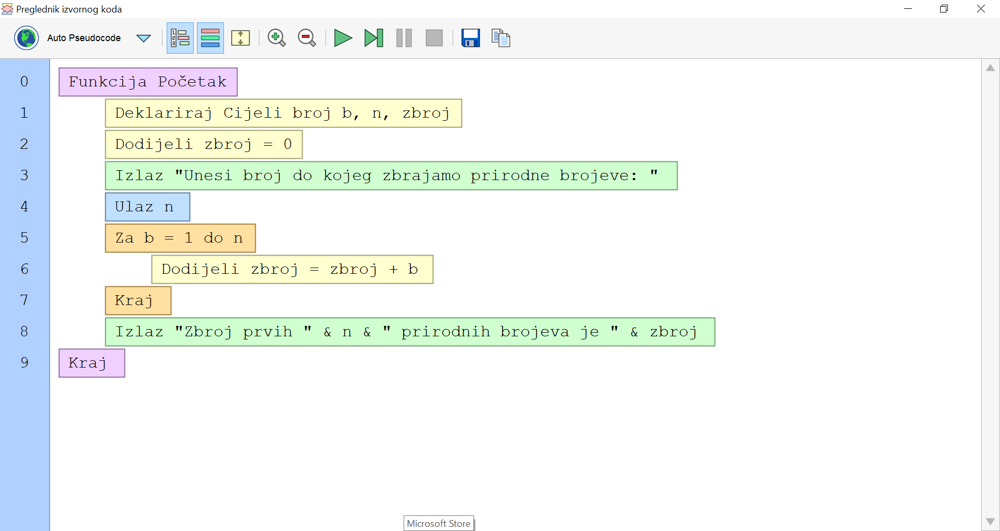 Preglednik izvornog koda
Auto Pseudocode
0 Funkcija Početak
1 Deklariraj Cijeli broj b, n, zbroj
2 Dodijeli zbroj = 0
3 Izlaz "Unesi broj do kojeg zbrajamo prirodne brojeve: "
4 Ulaz n
5 Za b = 1 do n
6 Dodijeli zbroj = zbroj + b
7 Kraj
8 Izlaz "Zbroj prvih " & n & " prirodnih brojeva je " & zbroj
9 Kraj
Microsoft Store